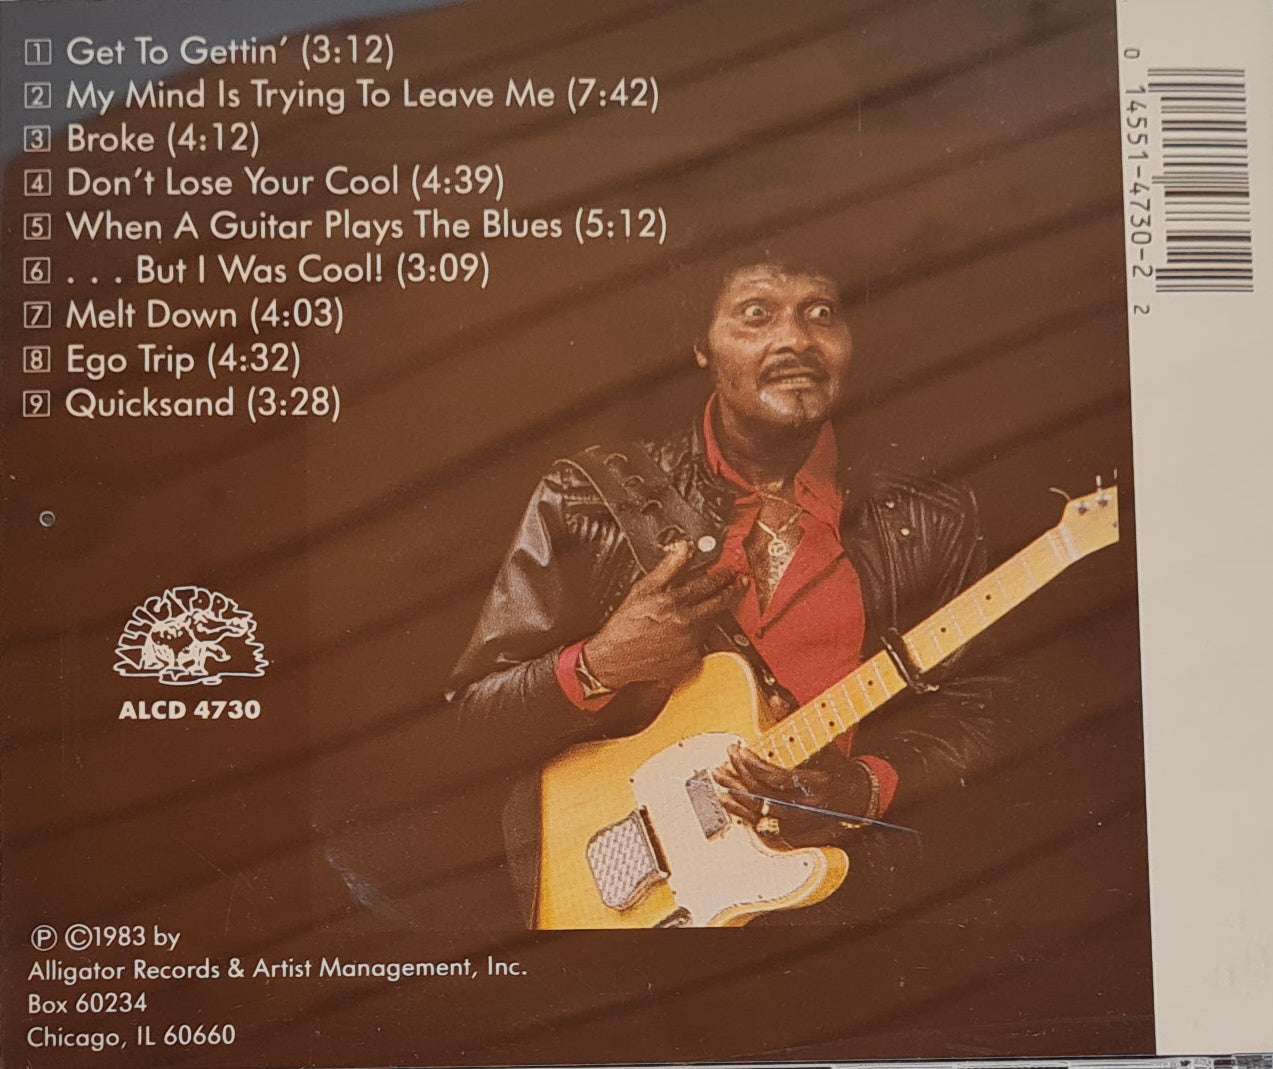 1 Get To Gettin' (3:12)
2 My Mind Is Trying To Leave Me (7:42)
3 Broke (4:12)
4 Don't Lose Your Cool (4:39)
5 When A Guitar Plays The Blues (5:12)
6 . . . But I Was Cool! (3:09)
7 Melt Down (4:03)
8 Ego Trip (4:32)
9 Quicksand (3:28)
0 14551-4730-2 2
ALLIGATOR
ALCD 4730
Ⓟ ©1983 by
Alligator Records & Artist Management, Inc.
Box 60234
Chicago, IL 60660